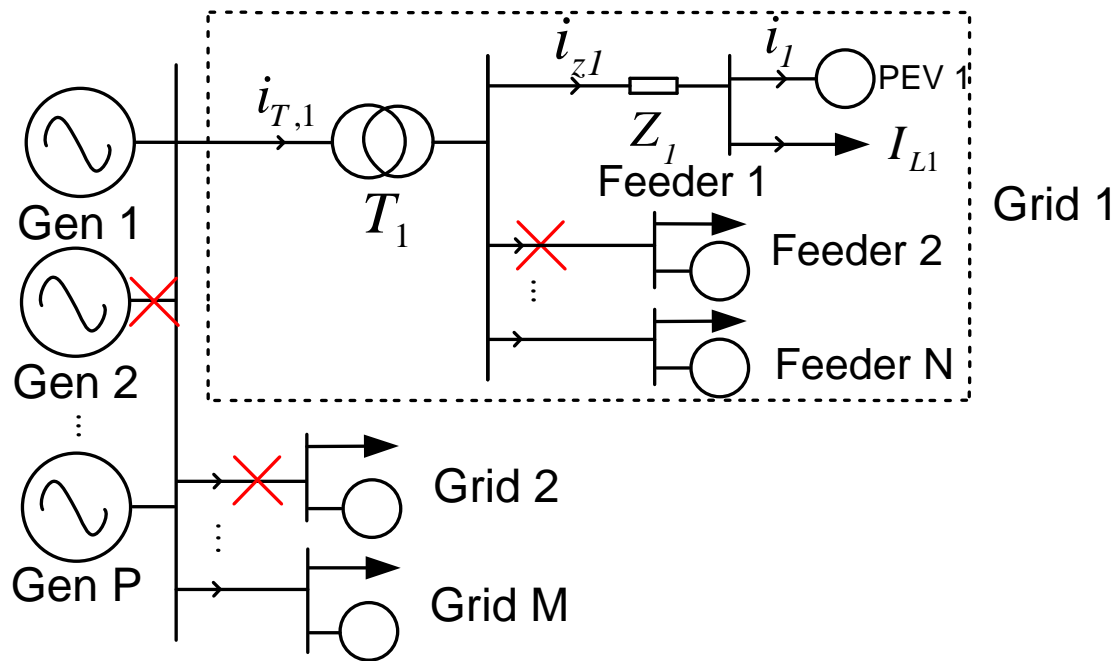 i_{T,1}
i_{z1}
i_1
PEV 1
Z_1
I_{L1}
Gen 1
T_1
Feeder 1
Grid 1
Feeder 2
⋮
Gen 2
Feeder N
⋮
Grid 2
⋮
Gen P
Grid M